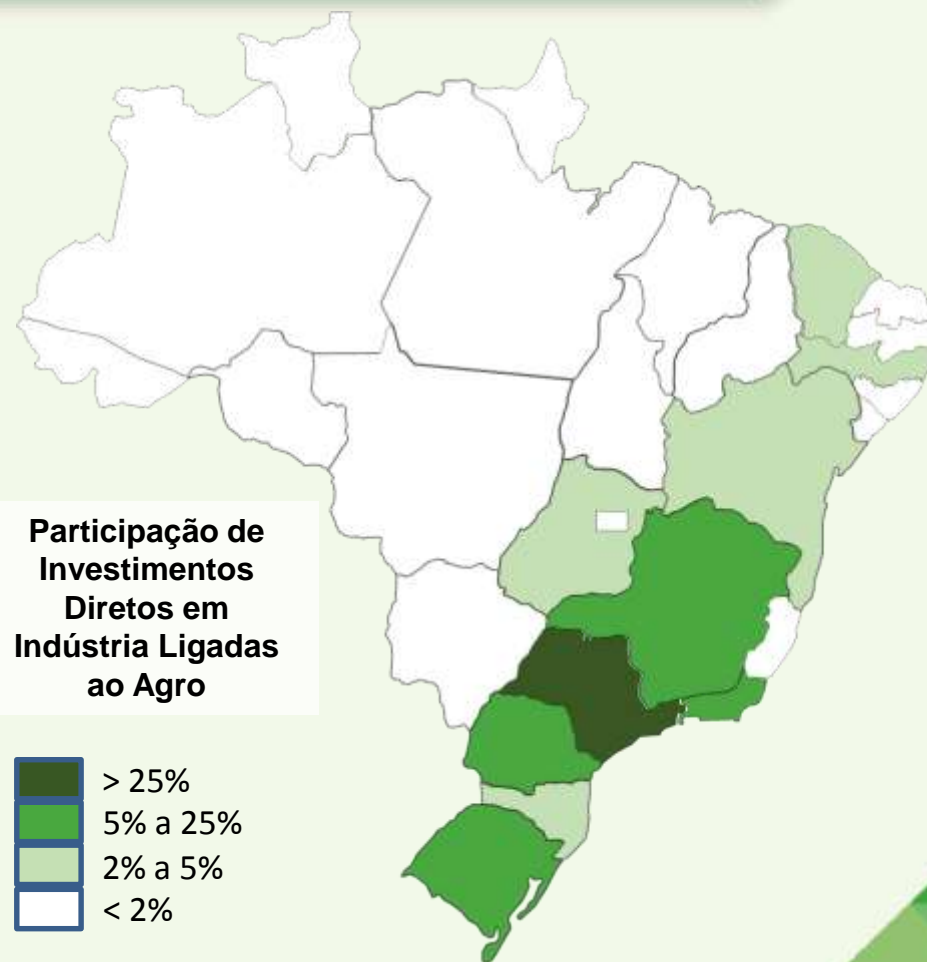 Participação de
Investimentos
Diretos em
Indústria Ligadas
ao Agro
> 25%
5% a 25%
2% a 5%
< 2%